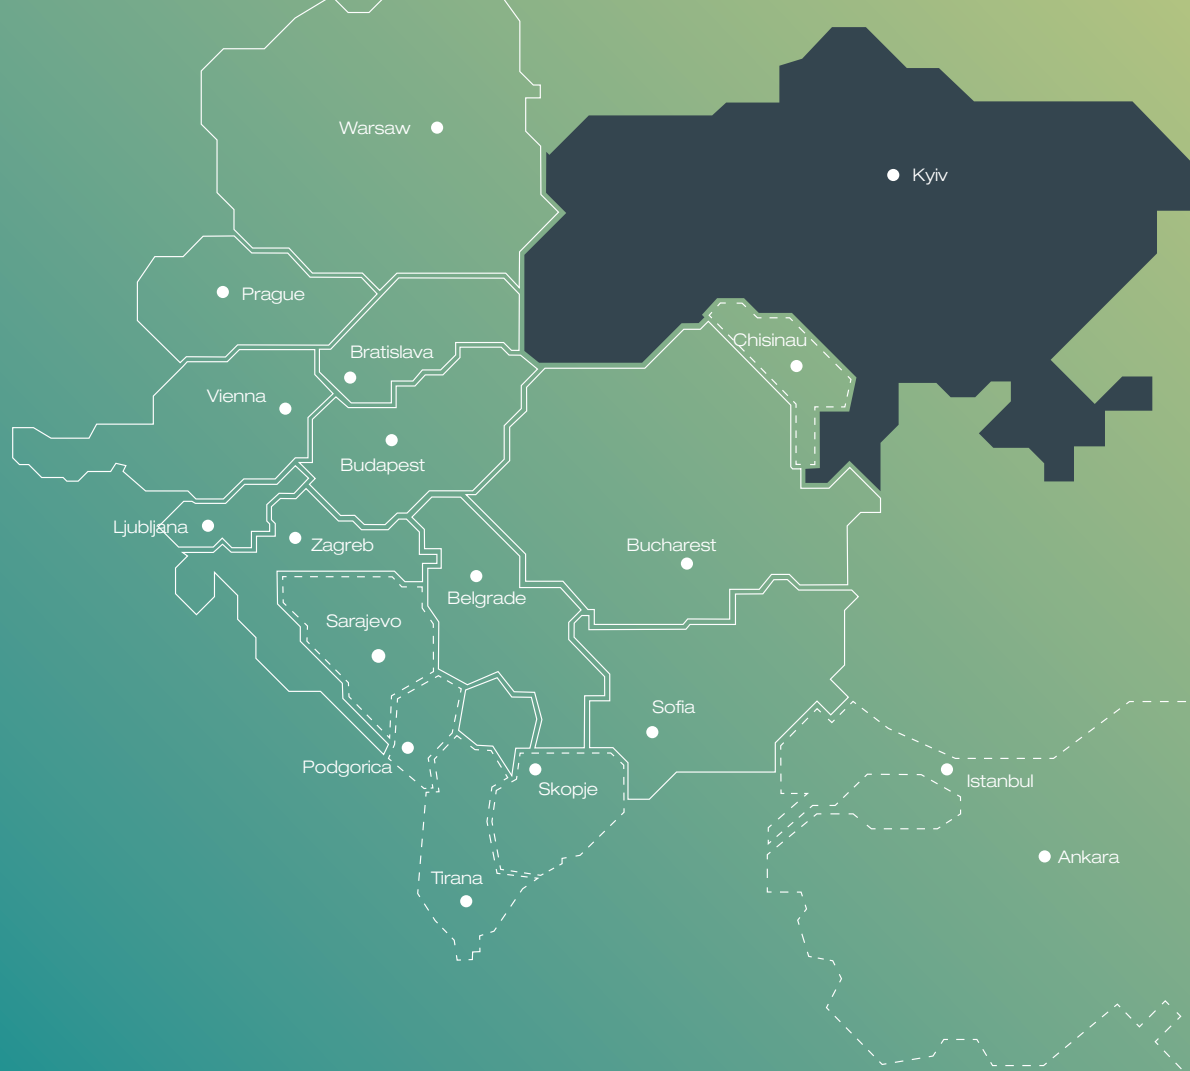 Warsaw
Kyiv
Prague
Chisinau
Bratislava
Vienna
Budapest
Ljubljana
Zagreb
Bucharest
Belgrade
Sarajevo
Sofia
Podgorica
Istanbul
Skopje
Ankara
Tirana